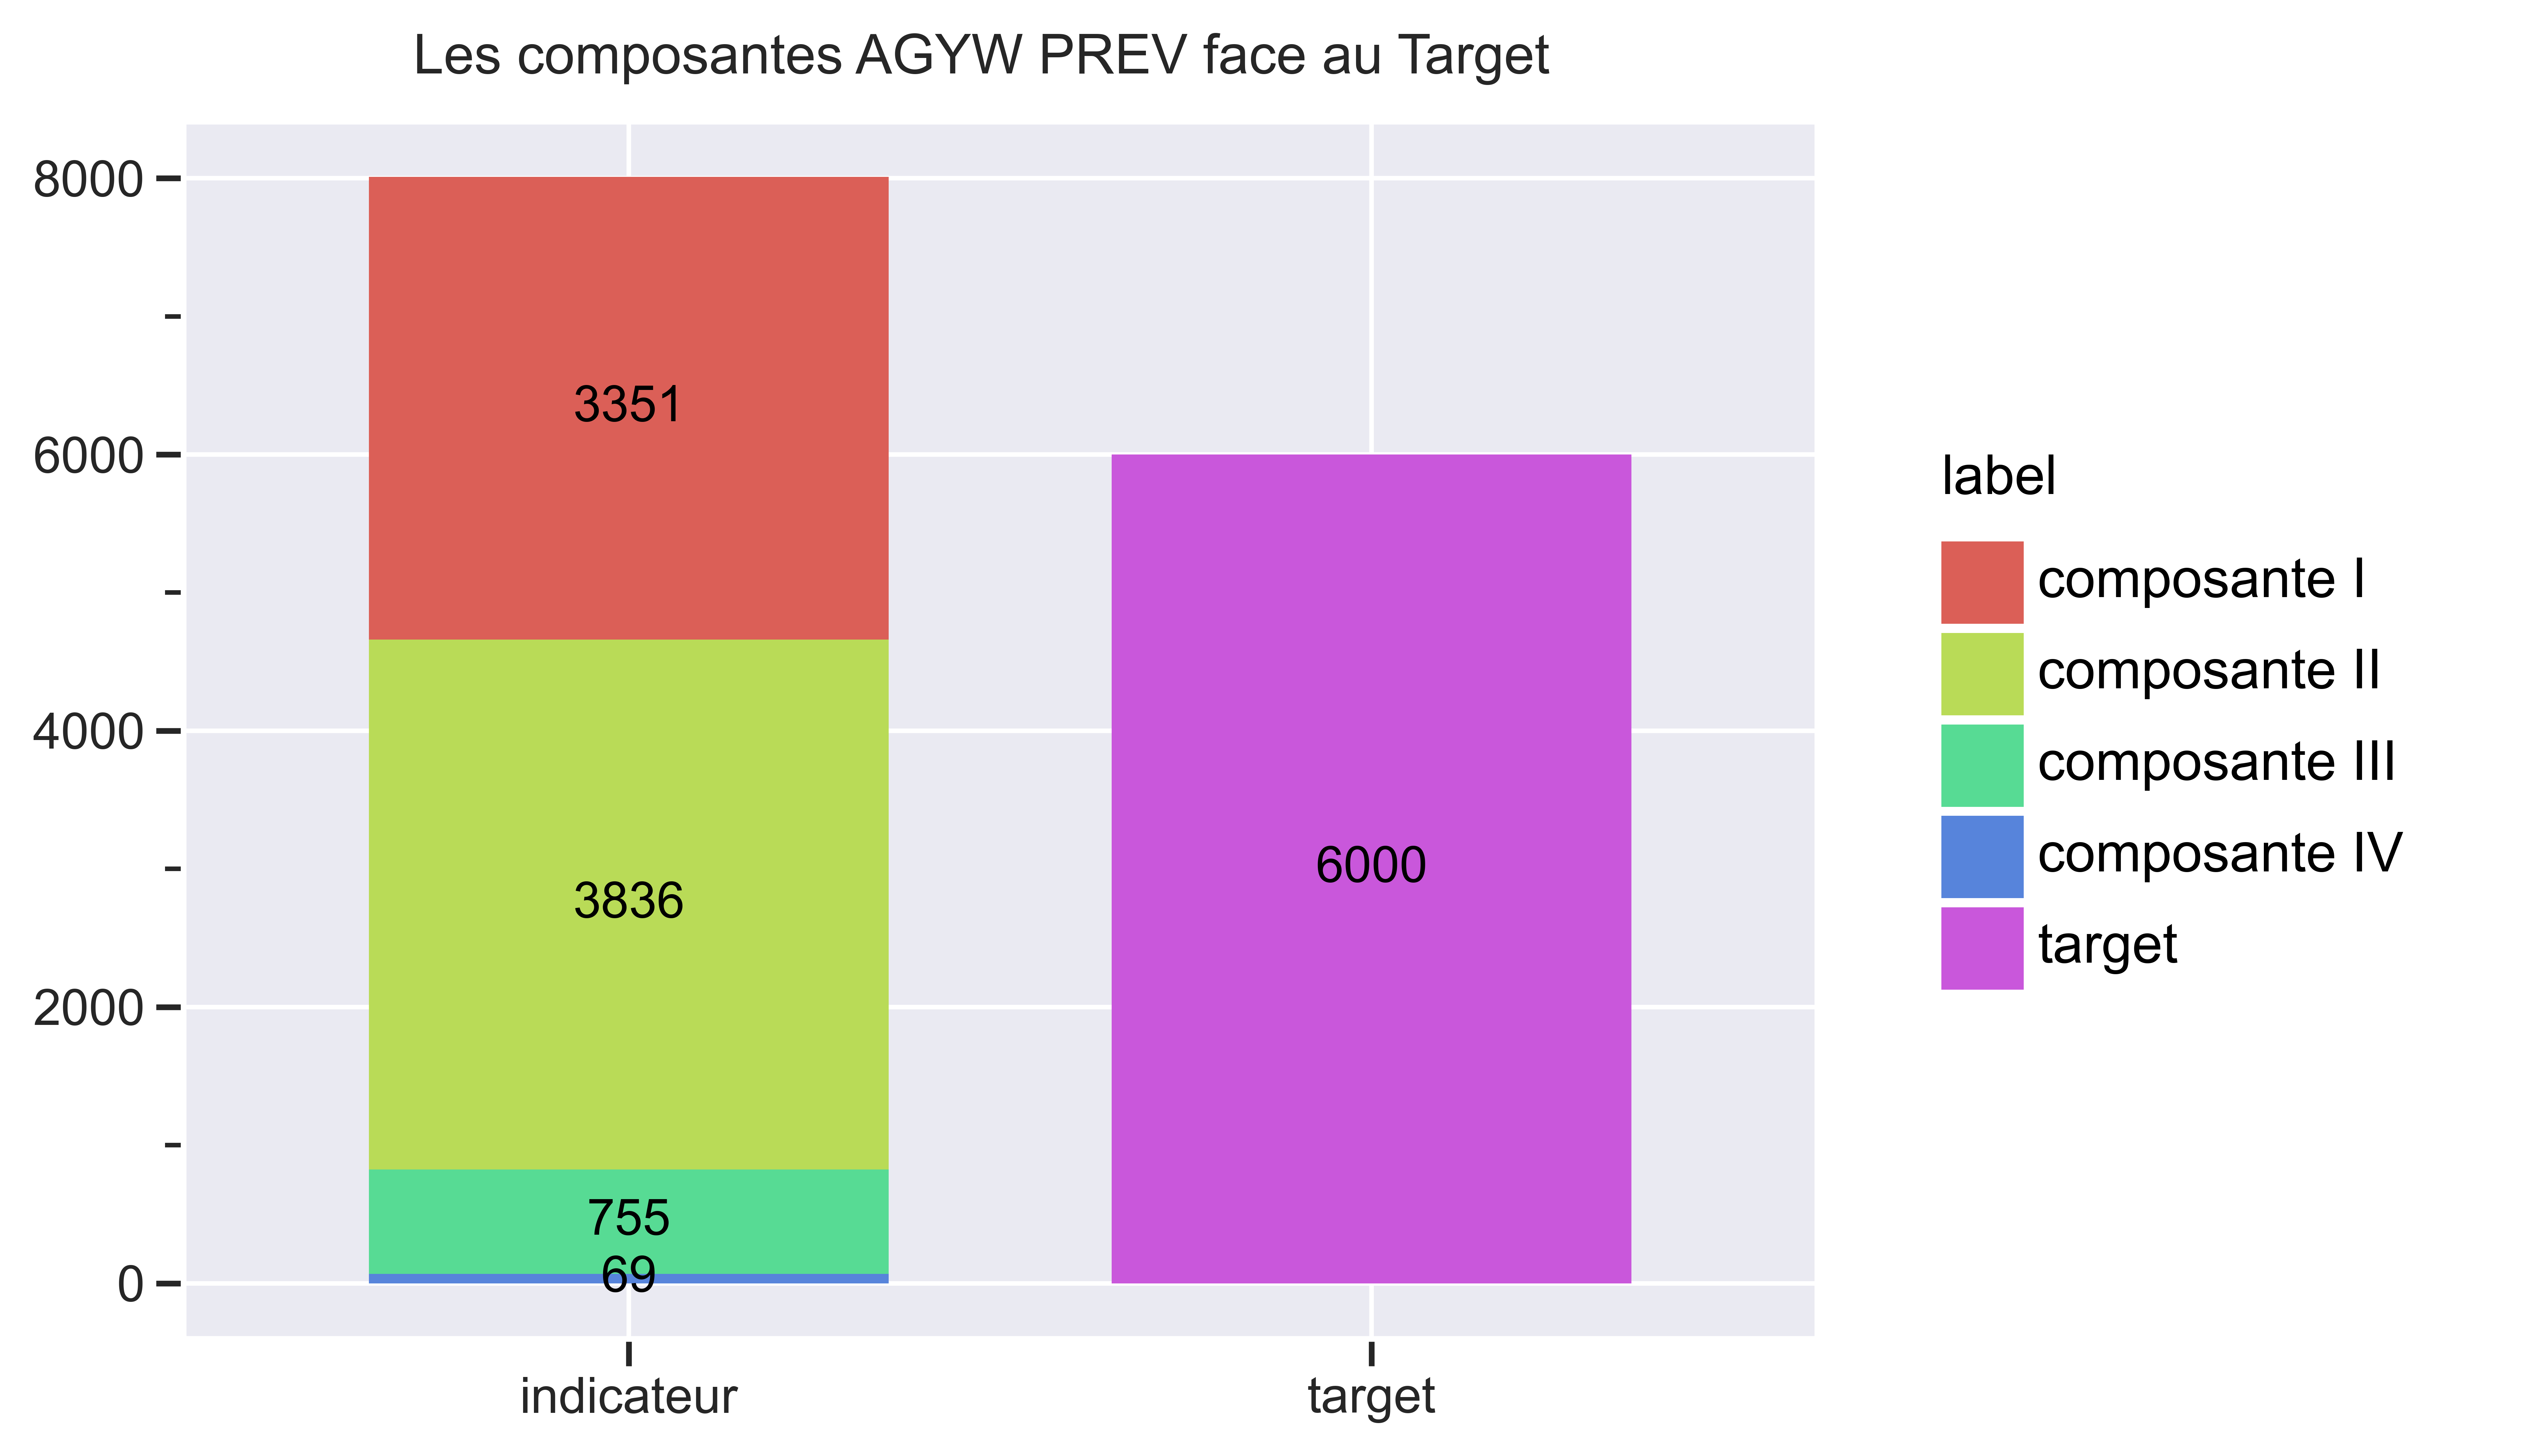 Les composantes AGYW PREV face au Target
8000
6000
4000
2000
0
3351
3836
755
69
6000
indicateur
target
label
composante I
composante II
composante III
composante IV
target